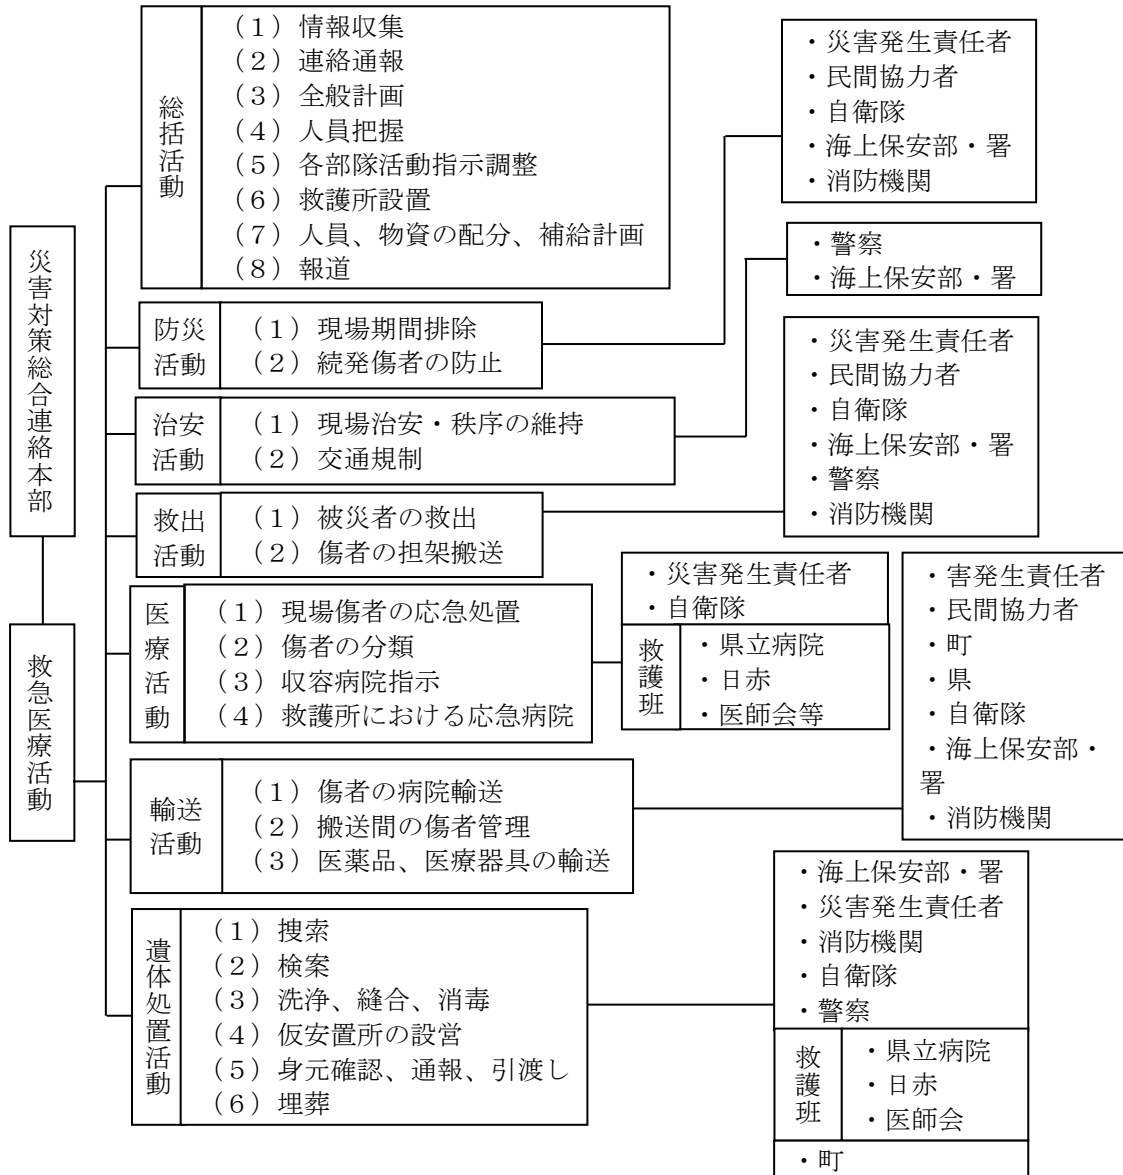 災害対策総合連絡本部
救急医療活動
総括活動
（１）情報収集
（２）連絡通報
（３）全般計画
（４）人員把握
（５）各部隊活動指示調整
（６）救護所設置
（７）人員、物資の配分、補給計画
（８）報道
防災
活動
（１）現場期間排除
（２）続発傷者の防止
・災害発生責任者
・民間協力者
・自衛隊
・海上保安部・署
・消防機関
治安
活動
（１）現場治安・秩序の維持
（２）交通規制
・警察
・海上保安部・署
救出
活動
（１）被災者の救出
（２）傷者の担架搬送
・災害発生責任者
・民間協力者
・自衛隊
・海上保安部・署
・警察
・消防機関
医療活動
（１）現場傷者の応急処置
（２）傷者の分類
（３）収容病院指示
（４）救護所における応急病院
・災害発生責任者
・自衛隊
救護班
・県立病院
・日赤
・医師会等
輸送
活動
（１）傷者の病院輸送
（２）搬送間の傷者管理
（３）医薬品、医療器具の輸送
・害発生責任者
・民間協力者
・町
・県
・自衛隊
・海上保安部・
署
・消防機関
遺体処置活動
（１）捜索
（２）検案
（３）洗浄、縫合、消毒
（４）仮安置所の設営
（５）身元確認、通報、引渡し
（６）埋葬
・海上保安部・署
・災害発生責任者
・消防機関
・自衛隊
・警察
救護班
・県立病院
・日赤
・医師会
・町